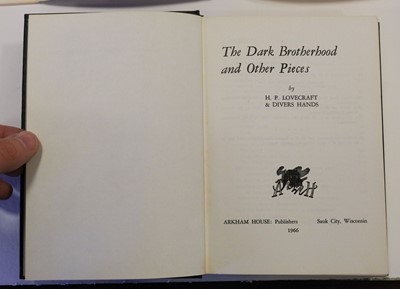 The Dark Brotherhood
and Other Pieces
by
H. P. LOVECRAFT
& DIVERS HANDS
ARKHAM HOUSE: Publishers Sauk City, Wisconsin
1966